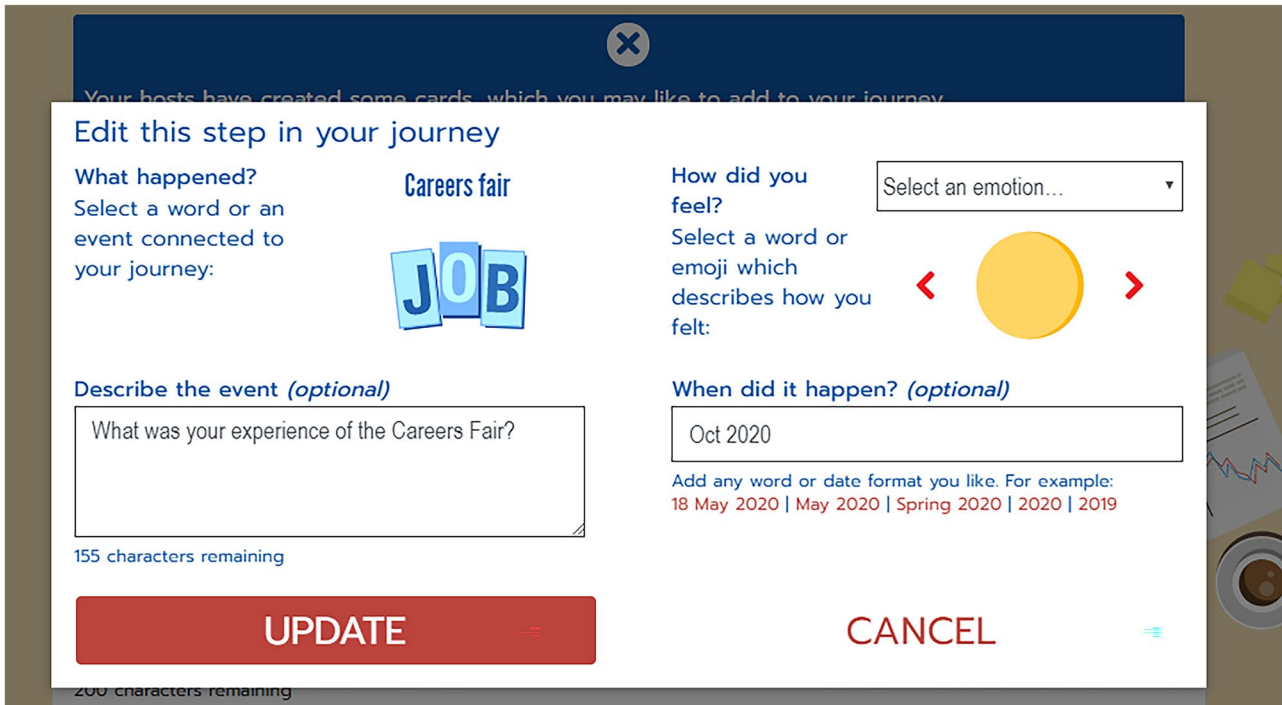 Your hosts have created some cards, which you may like to add to your journey
Edit this step in your journey
What happened?
Select a word or an
event connected to
your journey:
Careers fair
JOB
How did you
feel?
Select a word or
emoji which
describes how you
felt:
Select an emotion...
Describe the event (optional)
What was your experience of the Careers Fair?
155 characters remaining
When did it happen? (optional)
Oct 2020
Add any word or date format you like. For example:
18 May 2020 | May 2020 | Spring 2020 | 2020 | 2019
UPDATE
CANCEL
200 characters remaining